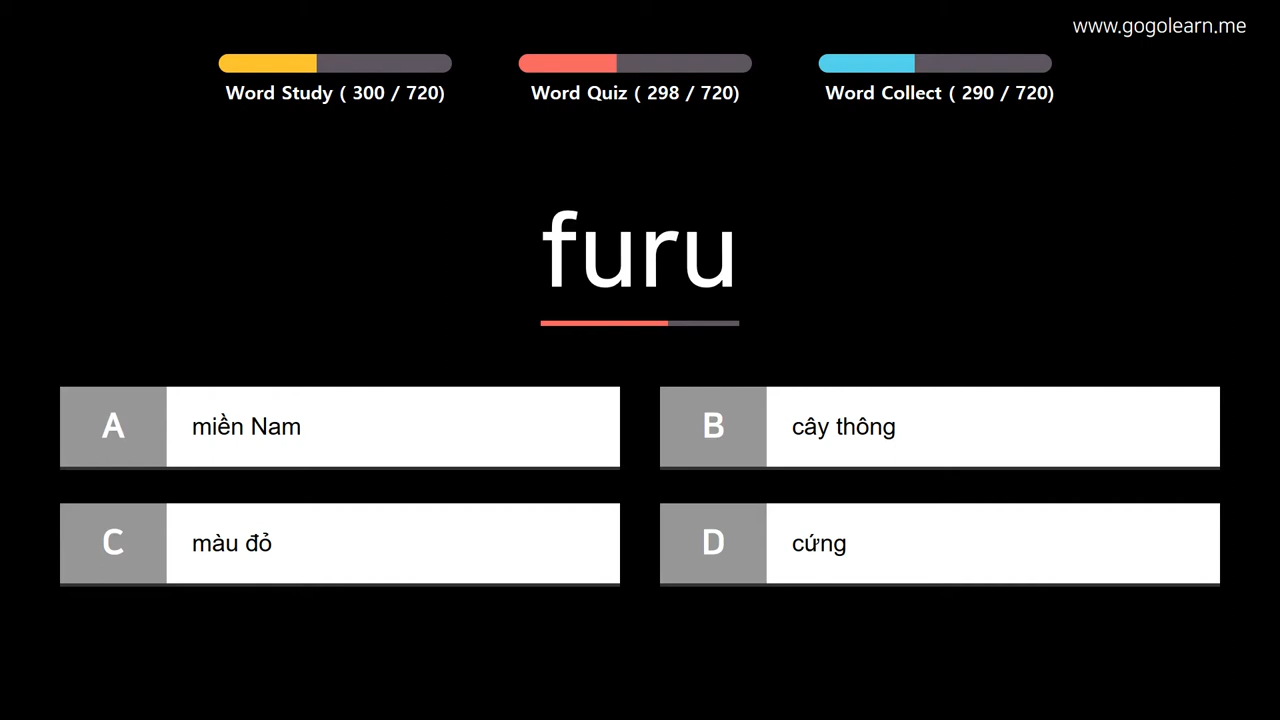 www.gogolearn.me
Word Study ( 300 / 720)
Word Quiz ( 298 / 720)
Word Collect ( 290 / 720)
furu
A miền Nam
B cây thông
C màu đỏ
D cứng